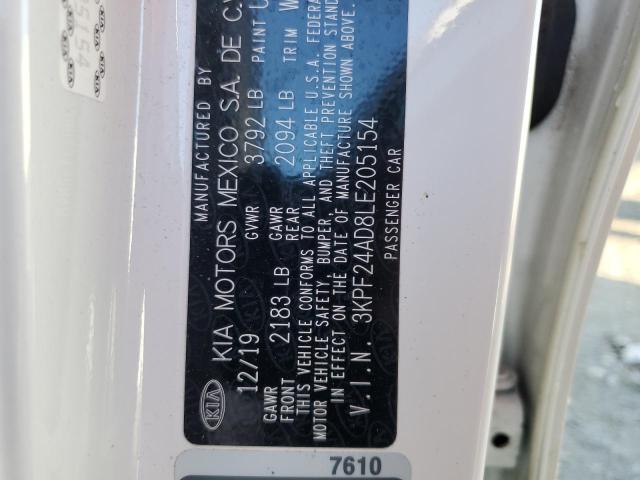 MANUFACTURED BY
KIA MOTORS MEXICO S.A. DE C.V
12/19 GVWR 3792 LB PAINT U
GAWR FRONT 2183 LB GAWR REAR 2094 LB TRIM W
THIS VEHICLE CONFORMS TO ALL APPLICABLE U.S.A. FEDERA
MOTOR VEHICLE SAFETY, BUMPER, AND THEFT PREVENTION STAND
IN EFFECT ON THE DATE OF MANUFACTURE SHOWN ABOVE.
V.I.N. 3KPF24AD8LE205154
PASSENGER CAR
KIA
7610
5154